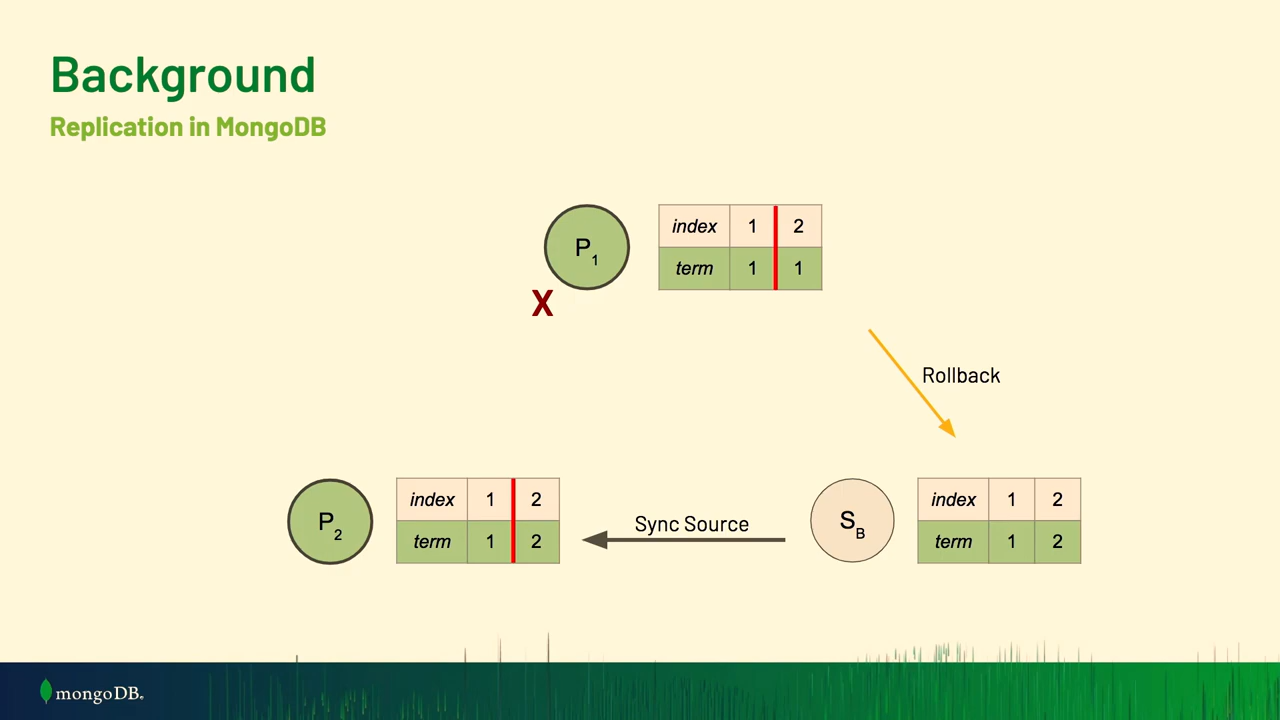 Background
Replication in MongoDB
P1
index 1 2
term 1 1
X
Rollback
P2
index 1 2
term 1 2
Sync Source
SB
index 1 2
term 1 2
mongoDB.